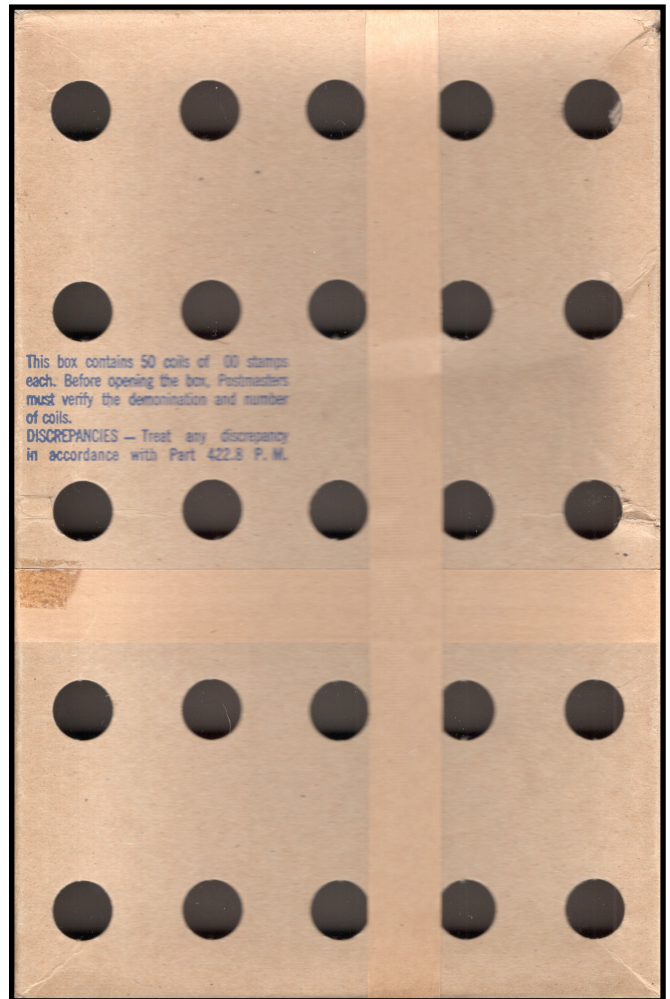 This box contains 50 coils of 00 stamps
each. Before opening the box, Postmasters
must verify the demonination and number
of coils.
DISCREPANCIES — Treat any discrepancy
in accordance with Part 422.8 P. M.